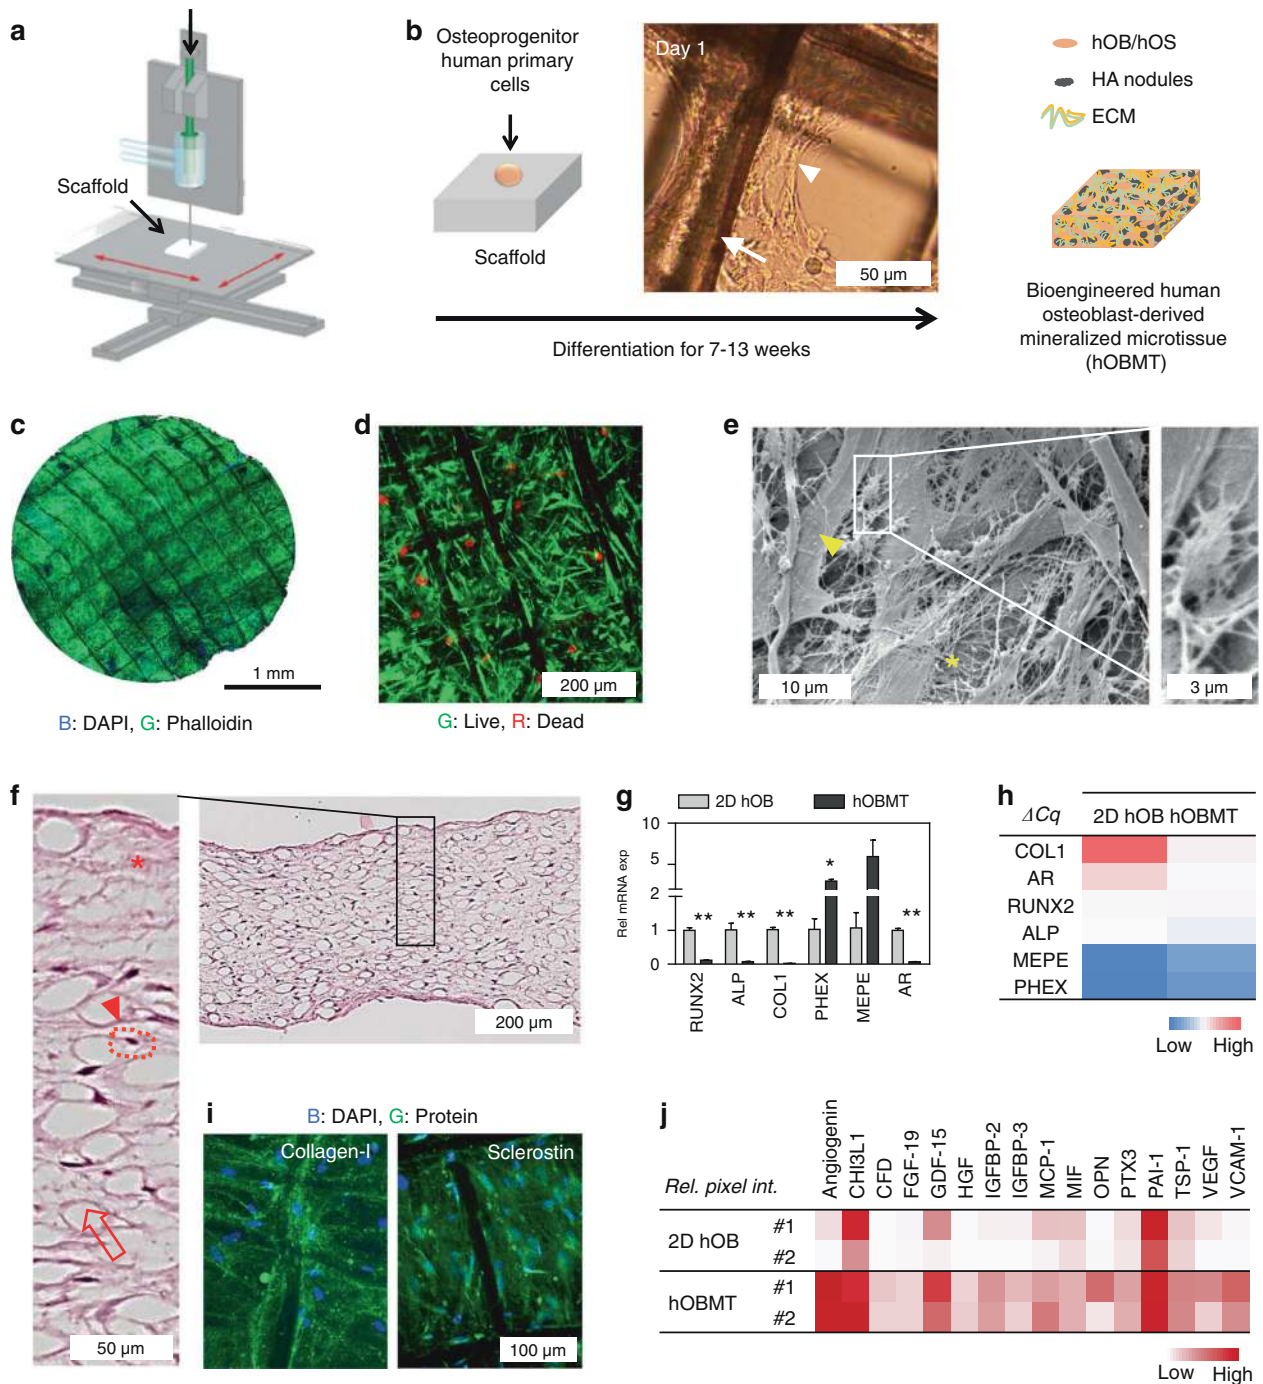 a
Scaffold
b
Osteoprogenitor
human primary
cells
Scaffold
Day 1
50 µm
Differentiation for 7-13 weeks
hOB/hOS
HA nodules
ECM
Bioengineered human
osteoblast-derived
mineralized microtissue
(hOBMT)
c
1 mm
B: DAPI, G: Phalloidin
d
200 µm
G: Live, R: Dead
e
*
10 µm
3 µm
f
*
50 µm
200 µm
g
2D hOB
hOBMT
Rel mRNA exp
10
5
2
1
0
** ** ** * **
RUNX2
ALP
COL1
PHEX
MEPE
AR
h
ΔCq
2D hOB hOBMT
COL1
AR
RUNX2
ALP
MEPE
PHEX
Low High
i
B: DAPI, G: Protein
Collagen-I
Sclerostin
100 µm
j
Rel. pixel int.
Angiogenin
CHI3L1
CFD
FGF-19
GDF-15
HGF
IGFBP-2
IGFBP-3
MCP-1
MIF
OPN
PTX3
PAI-1
TSP-1
VEGF
VCAM-1
2D hOB
#1
#2
hOBMT
#1
#2
Low High